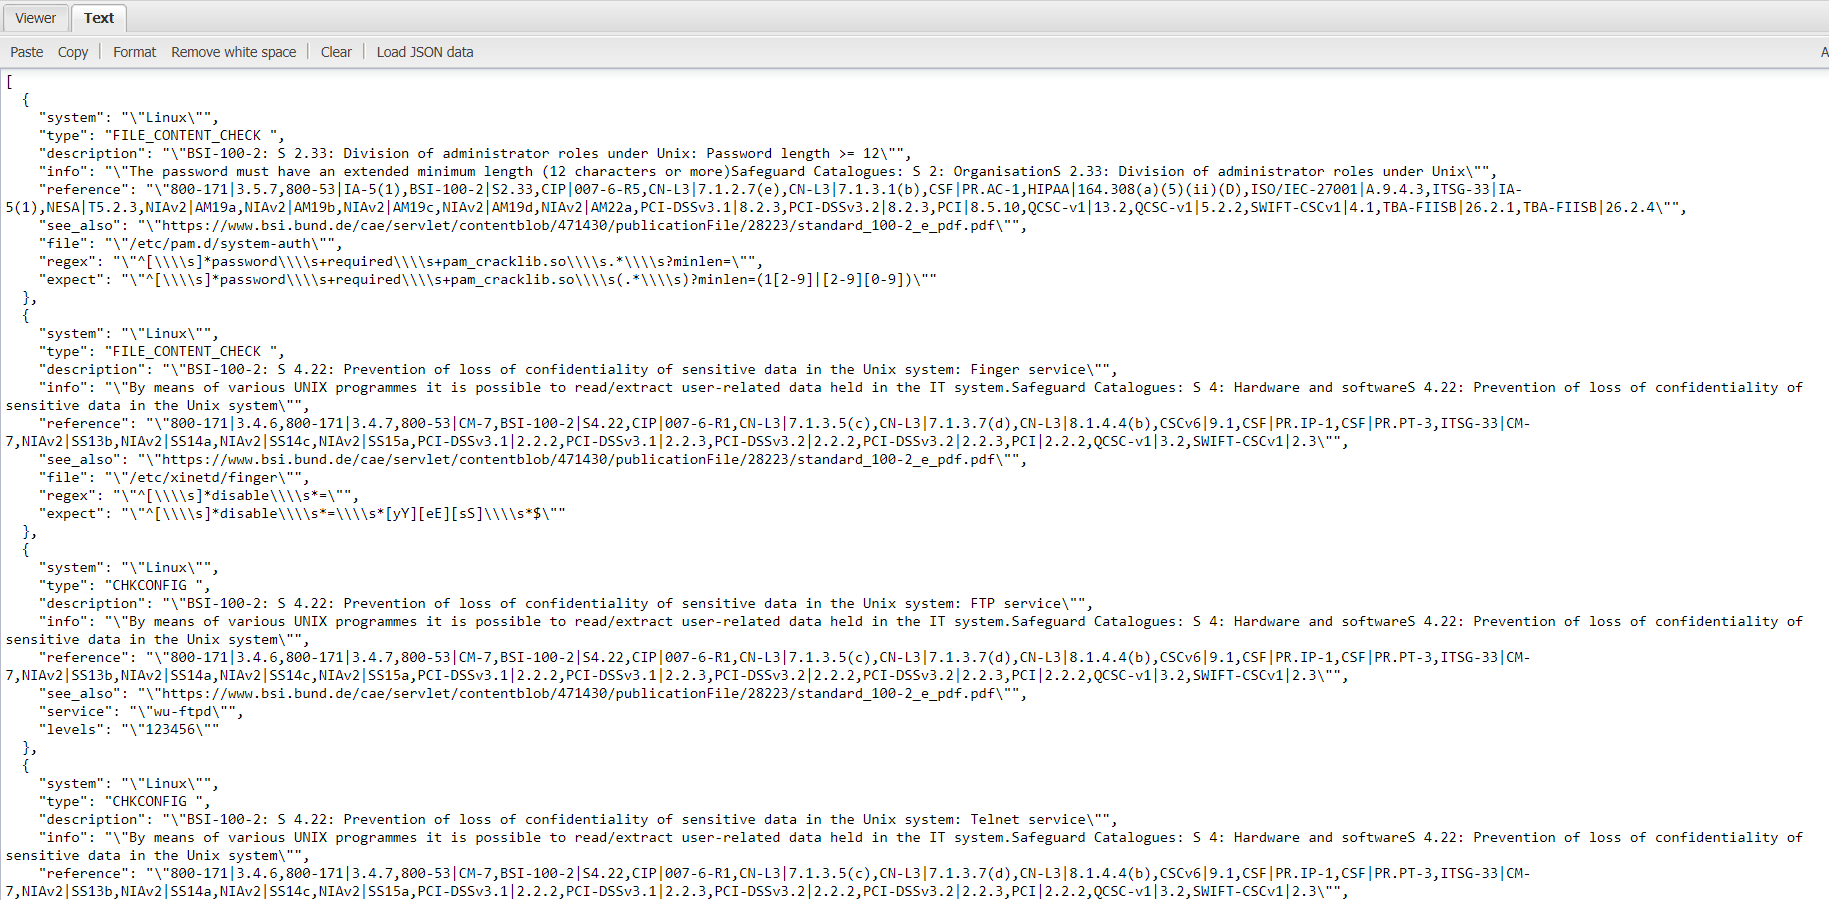 Viewer Text
Paste Copy Format Remove white space Clear Load JSON data A
[
  {
    "system": "\"Linux\"",
    "type": "FILE_CONTENT_CHECK ",
    "description": "\"BSI-100-2: S 2.33: Division of administrator roles under Unix: Password length >= 12\"",
    "info": "\"The password must have an extended minimum length (12 characters or more)Safeguard Catalogues: S 2: OrganisationS 2.33: Division of administrator roles under Unix\"",
    "reference": "\"800-171|3.5.7,800-53|IA-5(1),BSI-100-2|S2.33,CIP|007-6-R5,CN-L3|7.1.2.7(e),CN-L3|7.1.3.1(b),CSF|PR.AC-1,HIPAA|164.308(a)(5)(ii)(D),ISO/IEC-27001|A.9.4.3,ITSG-33|IA-
5(1),NESA|T5.2.3,NIAv2|AM19a,NIAv2|AM19b,NIAv2|AM19c,NIAv2|AM19d,NIAv2|AM22a,PCI-DSSv3.1|8.2.3,PCI-DSSv3.2|8.2.3,PCI|8.5.10,QCSC-v1|13.2,QCSC-v1|5.2.2,SWIFT-CSCv1|4.1,TBA-FIISB|26.2.1,TBA-FIISB|26.2.4\"",
    "see_also": "\"https://www.bsi.bund.de/cae/servlet/contentblob/471430/publicationFile/28223/standard_100-2_e_pdf.pdf\"",
    "file": "\"/etc/pam.d/system-auth\"",
    "regex": "\"^[\\\\s]*password\\\\s+required\\\\s+pam_cracklib.so\\\\s.*\\\\s?minlen=\"",
    "expect": "\"^[\\\\s]*password\\\\s+required\\\\s+pam_cracklib.so\\\\s(.*\\\\s)?minlen=(1[2-9]|[2-9][0-9])\""
  },
  {
    "system": "\"Linux\"",
    "type": "FILE_CONTENT_CHECK ",
    "description": "\"BSI-100-2: S 4.22: Prevention of loss of confidentiality of sensitive data in the Unix system: Finger service\"",
    "info": "\"By means of various UNIX programmes it is possible to read/extract user-related data held in the IT system.Safeguard Catalogues: S 4: Hardware and softwareS 4.22: Prevention of loss of confidentiality of
sensitive data in the Unix system\"",
    "reference": "\"800-171|3.4.6,800-171|3.4.7,800-53|CM-7,BSI-100-2|S4.22,CIP|007-6-R1,CN-L3|7.1.3.5(c),CN-L3|7.1.3.7(d),CN-L3|8.1.4.4(b),CSCv6|9.1,CSF|PR.IP-1,CSF|PR.PT-3,ITSG-33|CM-
7,NIAv2|SS13b,NIAv2|SS14a,NIAv2|SS14c,NIAv2|SS15a,PCI-DSSv3.1|2.2.2,PCI-DSSv3.1|2.2.3,PCI-DSSv3.2|2.2.2,PCI-DSSv3.2|2.2.3,PCI|2.2.2,QCSC-v1|3.2,SWIFT-CSCv1|2.3\"",
    "see_also": "\"https://www.bsi.bund.de/cae/servlet/contentblob/471430/publicationFile/28223/standard_100-2_e_pdf.pdf\"",
    "file": "\"/etc/xinetd/finger\"",
    "regex": "\"^[\\\\s]*disable\\\\s*=\"",
    "expect": "\"^[\\\\s]*disable\\\\s*=\\\\s*[yY][eE][sS]\\\\s*$\""
  },
  {
    "system": "\"Linux\"",
    "type": "CHKCONFIG ",
    "description": "\"BSI-100-2: S 4.22: Prevention of loss of confidentiality of sensitive data in the Unix system: FTP service\"",
    "info": "\"By means of various UNIX programmes it is possible to read/extract user-related data held in the IT system.Safeguard Catalogues: S 4: Hardware and softwareS 4.22: Prevention of loss of confidentiality of
sensitive data in the Unix system\"",
    "reference": "\"800-171|3.4.6,800-171|3.4.7,800-53|CM-7,BSI-100-2|S4.22,CIP|007-6-R1,CN-L3|7.1.3.5(c),CN-L3|7.1.3.7(d),CN-L3|8.1.4.4(b),CSCv6|9.1,CSF|PR.IP-1,CSF|PR.PT-3,ITSG-33|CM-
7,NIAv2|SS13b,NIAv2|SS14a,NIAv2|SS14c,NIAv2|SS15a,PCI-DSSv3.1|2.2.2,PCI-DSSv3.1|2.2.3,PCI-DSSv3.2|2.2.2,PCI-DSSv3.2|2.2.3,PCI|2.2.2,QCSC-v1|3.2,SWIFT-CSCv1|2.3\"",
    "see_also": "\"https://www.bsi.bund.de/cae/servlet/contentblob/471430/publicationFile/28223/standard_100-2_e_pdf.pdf\"",
    "service": "\"wu-ftpd\"",
    "levels": "\"123456\""
  },
  {
    "system": "\"Linux\"",
    "type": "CHKCONFIG ",
    "description": "\"BSI-100-2: S 4.22: Prevention of loss of confidentiality of sensitive data in the Unix system: Telnet service\"",
    "info": "\"By means of various UNIX programmes it is possible to read/extract user-related data held in the IT system.Safeguard Catalogues: S 4: Hardware and softwareS 4.22: Prevention of loss of confidentiality of
sensitive data in the Unix system\"",
    "reference": "\"800-171|3.4.6,800-171|3.4.7,800-53|CM-7,BSI-100-2|S4.22,CIP|007-6-R1,CN-L3|7.1.3.5(c),CN-L3|7.1.3.7(d),CN-L3|8.1.4.4(b),CSCv6|9.1,CSF|PR.IP-1,CSF|PR.PT-3,ITSG-33|CM-
7,NIAv2|SS13b,NIAv2|SS14a,NIAv2|SS14c,NIAv2|SS15a,PCI-DSSv3.1|2.2.2,PCI-DSSv3.1|2.2.3,PCI-DSSv3.2|2.2.2,PCI-DSSv3.2|2.2.3,PCI|2.2.2,QCSC-v1|3.2,SWIFT-CSCv1|2.3\"",